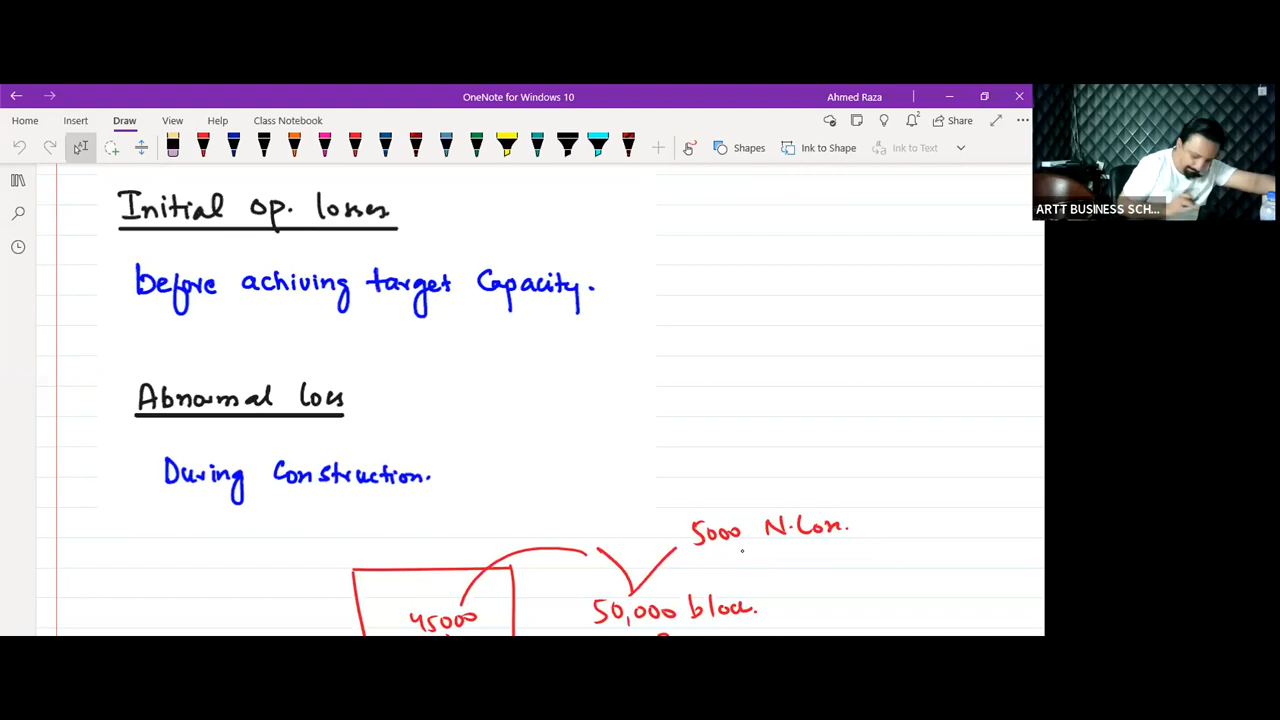 OneNote for Windows 10
Ahmed Raza
Home Insert Draw View Help Class Notebook
Share
Shapes Ink to Shape Ink to Text
ARTT BUSINESS SCH...
Initial op. losses
before achiving target Capacity.
Abnormal loss
During Construction.
5000 N.Loss.
45000
50,000 block.